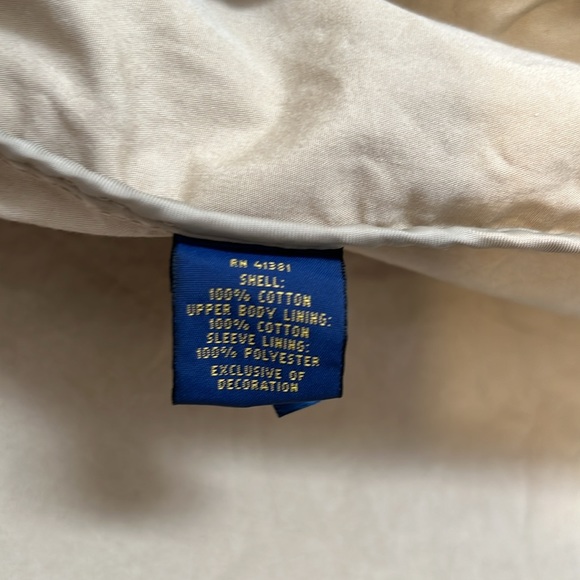 RN 41381
SHELL:
100% COTTON
UPPER BODY LINING:
100% COTTON
SLEEVE LINING:
100% POLYESTER
EXCLUSIVE OF
DECORATION